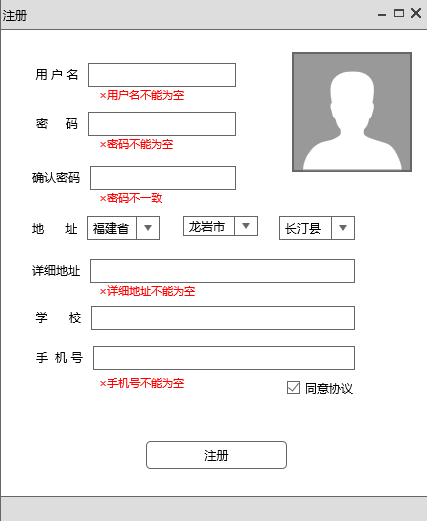 注册
用 户 名
×用户名不能为空
密 码
×密码不能为空
确认密码
×密码不一致
地 址 福建省 龙岩市 长汀县
详细地址
×详细地址不能为空
学 校
手 机 号
×手机号不能为空
同意协议
注册